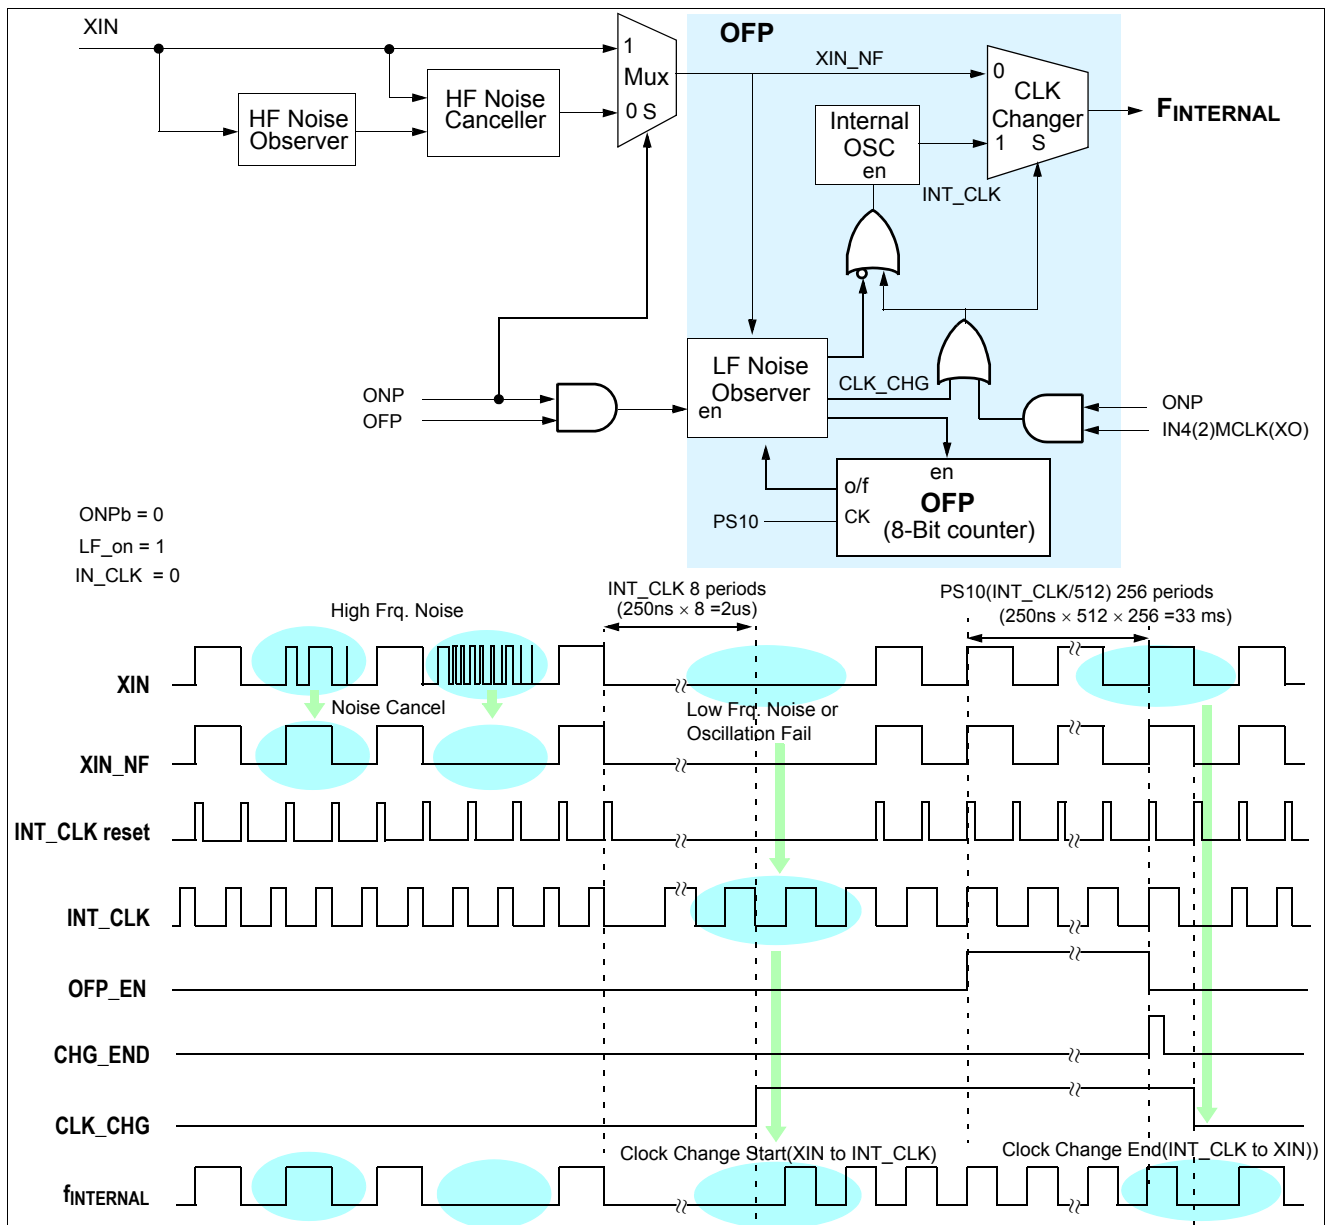 XIN
OFP
1
Mux
0 S
HF Noise
Observer
HF Noise
Canceller
XIN_NF
0
CLK
Changer
1 S
FINTERNAL
Internal
OSC
en
INT_CLK
LF Noise
Observer
en
CLK_CHG
ONP
OFP
ONP
IN4(2)MCLK(XO)
en
o/f
OFP
CK
(8-Bit counter)
PS10
ONPb = 0
LF_on = 1
IN_CLK = 0
High Frq. Noise
INT_CLK 8 periods
(250ns × 8 =2us)
PS10(INT_CLK/512) 256 periods
(250ns × 512 × 256 =33 ms)
XIN
Noise Cancel
Low Frq. Noise or
Oscillation Fail
XIN_NF
INT_CLK reset
INT_CLK
OFP_EN
CHG_END
CLK_CHG
Clock Change Start(XIN to INT_CLK)
Clock Change End(INT_CLK to XIN))
fINTERNAL